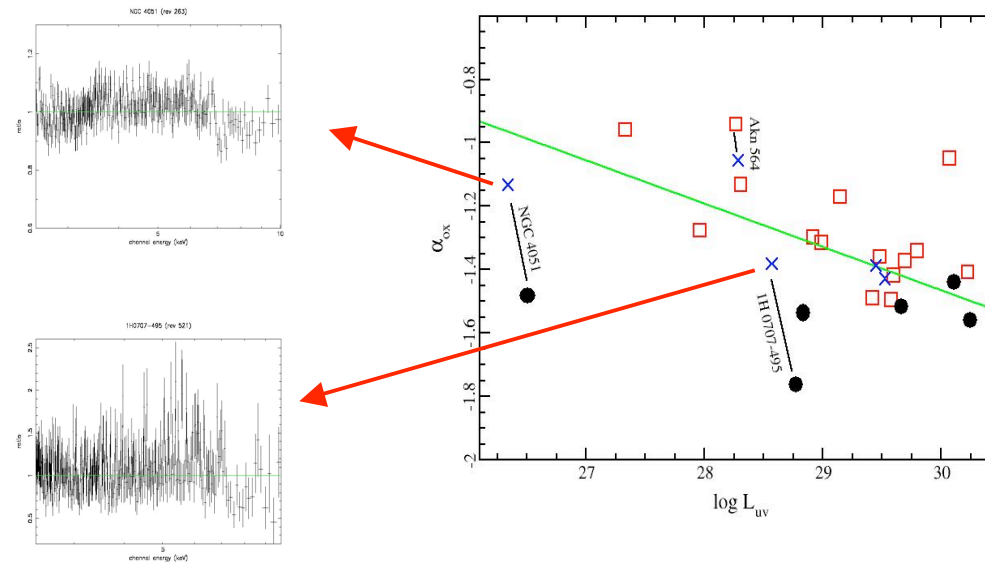 NGC 4051 (rev 263)
1.2
1
0.8
0.6
ratio
5
10
channel energy (keV)
1H0707-495 (rev 521)
2.5
2
1.5
1
0.5
ratio
5
channel energy (keV)
-0.8
-1
-1.2
-1.4
-1.6
-1.8
-2
αox
Akn 564
NGC 4051
1H 0707-495
27
28
29
30
log Luv